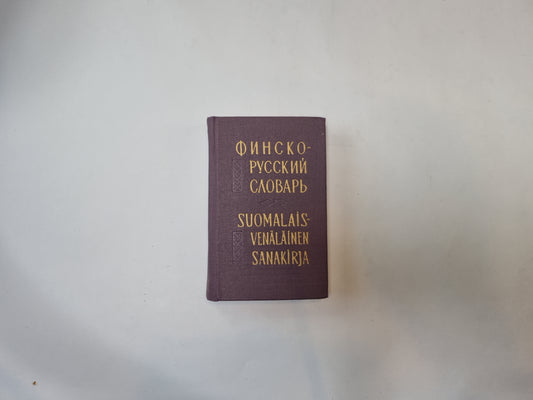 ФИНСКО-
РУССКИЙ
СЛОВАРЬ
SUOMALAIS-
VENÄLÄINEN
SANAKIRJA